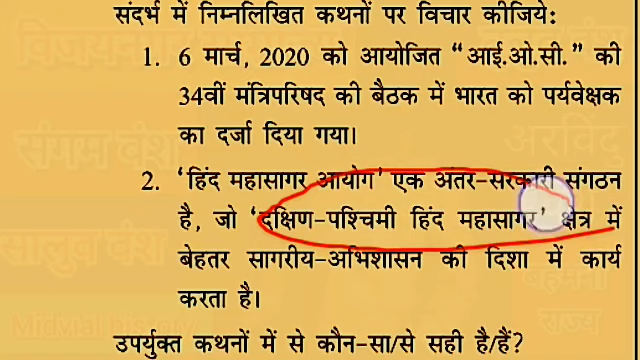 संदर्भ में निम्नलिखित कथनों पर विचार कीजिये:
1. 6 मार्च, 2020 को आयोजित “आई.ओ.सी.” की
34वीं मंत्रिपरिषद की बैठक में भारत को पर्यवेक्षक
का दर्जा दिया गया।
2. ‘हिंद महासागर आयोग’ एक अंतर-सरकारी संगठन
है, जो ‘दक्षिण-पश्चिमी हिंद महासागर’ क्षेत्र में
बेहतर सागरीय-अभिशासन की दिशा में कार्य
करता है।
उपर्युक्त कथनों में से कौन-सा/से सही है/हैं?